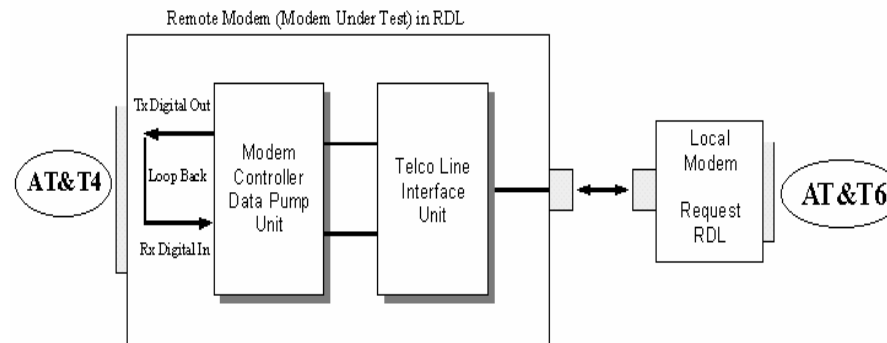 Remote Modem (Modem Under Test) in RDL
AT&T4
Tx Digital Out
Loop Back
Rx Digital In
Modem
Controller
Data Pump
Unit
Telco Line
Interface
Unit
Local
Modem
Request
RDL
AT&T6